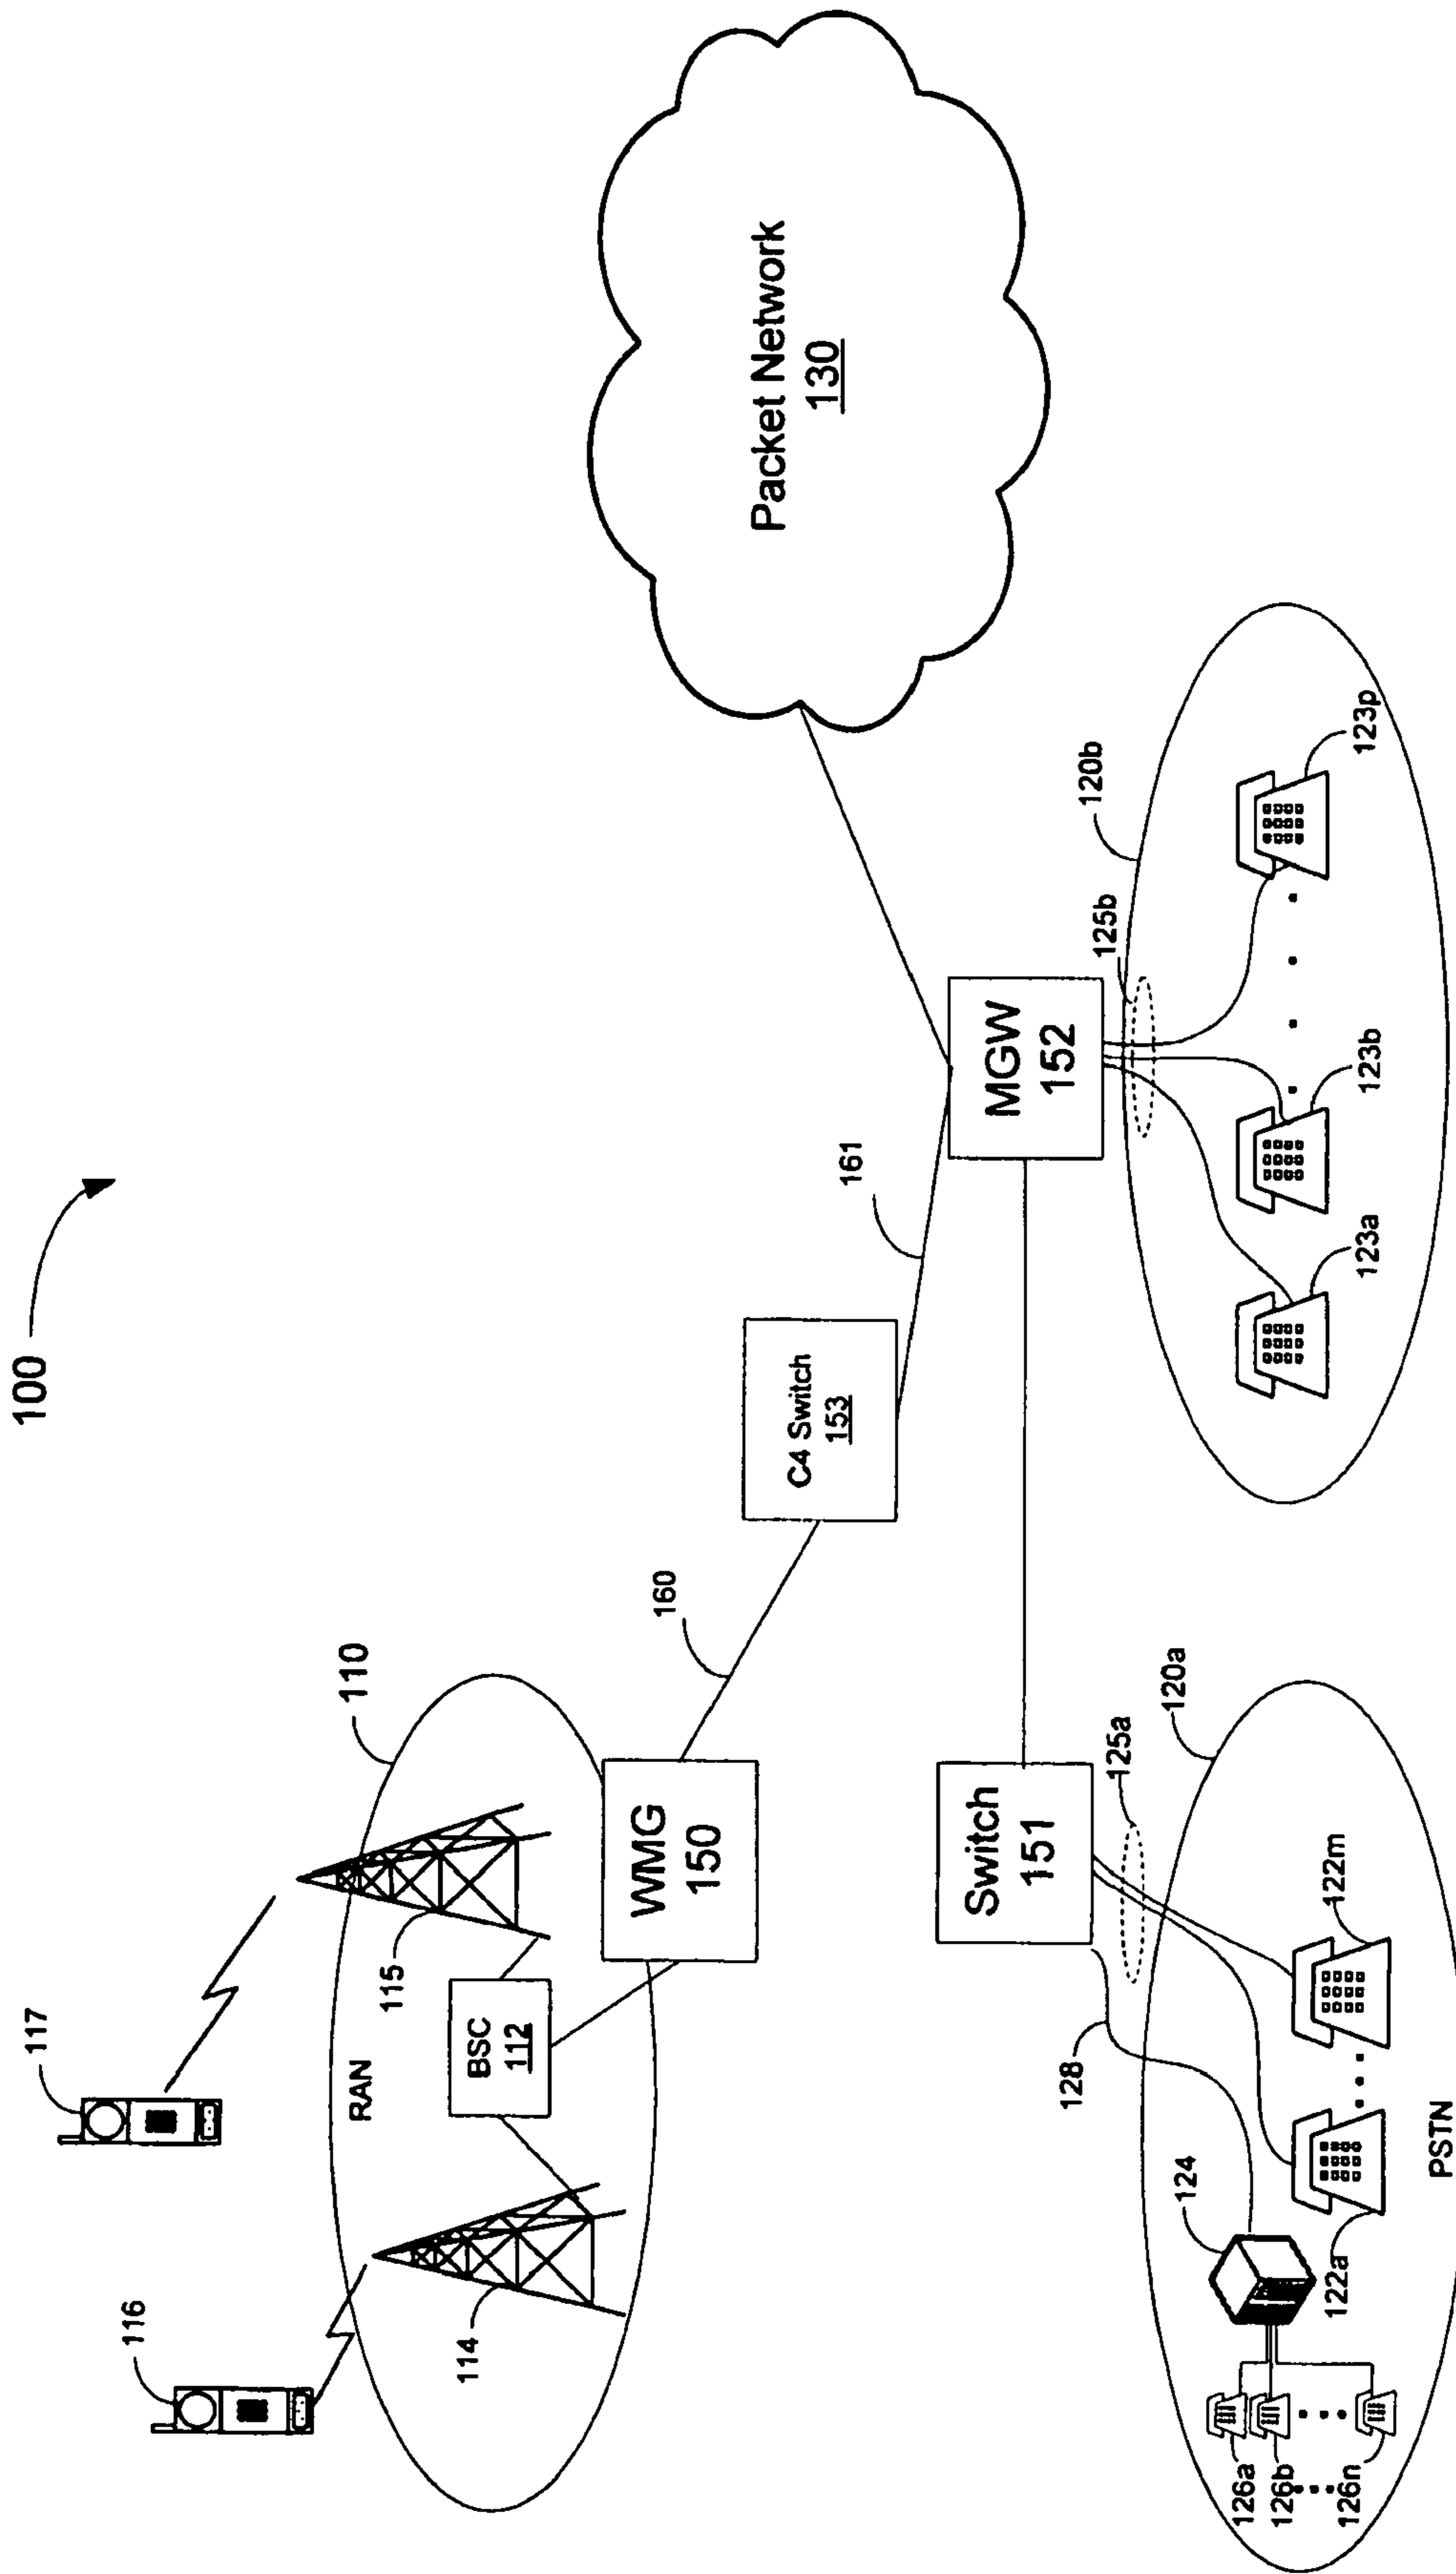 100
117
116
110
RAN
115
114
BSC
112
WMG
150
160
C4 Switch
153
161
Packet Network
130
Switch
151
MGW
152
128
125a
120a
125b
120b
124
122a
122m
126a
126b
126n
PSTN
123a
123b
123p